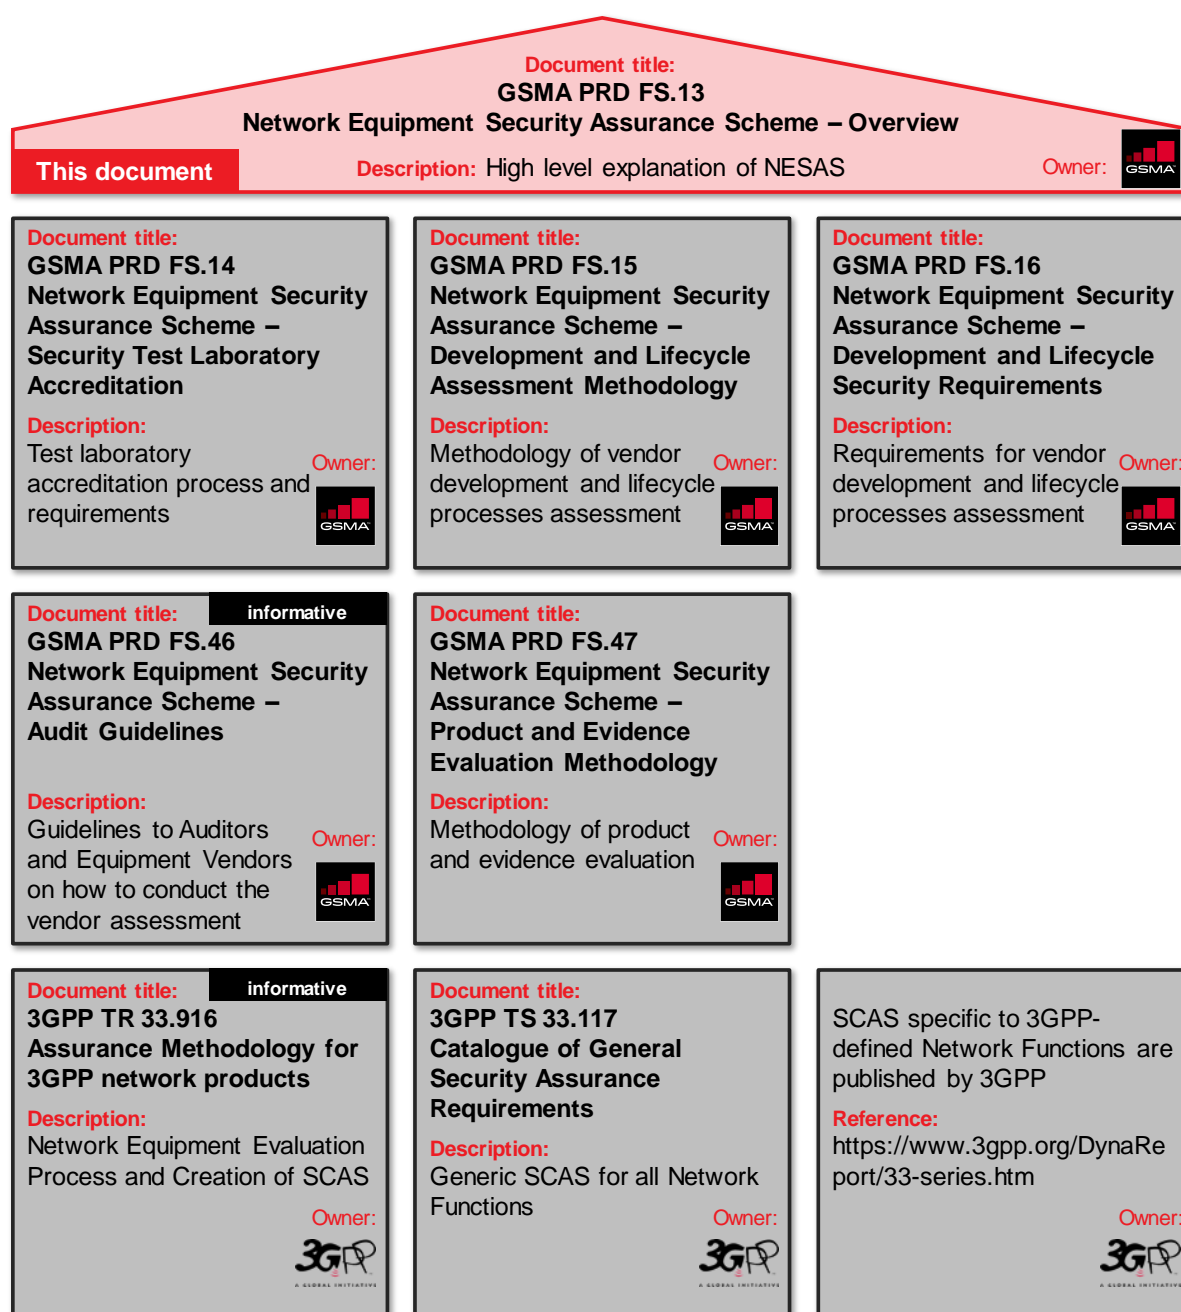 Document title:
GSMA PRD FS.13
Network Equipment Security Assurance Scheme – Overview
This document
Description: High level explanation of NESAS
Owner:
GSMA
Document title:
GSMA PRD FS.14
Network Equipment Security
Assurance Scheme –
Security Test Laboratory
Accreditation
Description:
Test laboratory
accreditation process and
requirements
Owner:
GSMA
Document title:
GSMA PRD FS.15
Network Equipment Security
Assurance Scheme –
Development and Lifecycle
Assessment Methodology
Description:
Methodology of vendor
development and lifecycle
processes assessment
Owner:
GSMA
Document title:
GSMA PRD FS.16
Network Equipment Security
Assurance Scheme –
Development and Lifecycle
Security Requirements
Description:
Requirements for vendor
development and lifecycle
processes assessment
Owner:
GSMA
Document title:
informative
GSMA PRD FS.46
Network Equipment Security
Assurance Scheme –
Audit Guidelines
Description:
Guidelines to Auditors
and Equipment Vendors
on how to conduct the
vendor assessment
Owner:
GSMA
Document title:
GSMA PRD FS.47
Network Equipment Security
Assurance Scheme –
Product and Evidence
Evaluation Methodology
Description:
Methodology of product
and evidence evaluation
Owner:
GSMA
Document title:
informative
3GPP TR 33.916
Assurance Methodology for
3GPP network products
Description:
Network Equipment Evaluation
Process and Creation of SCAS
Owner:
3GPP
A GLOBAL INITIATIVE
Document title:
3GPP TS 33.117
Catalogue of General
Security Assurance
Requirements
Description:
Generic SCAS for all Network
Functions
Owner:
3GPP
A GLOBAL INITIATIVE
SCAS specific to 3GPP-
defined Network Functions are
published by 3GPP
Reference:
https://www.3gpp.org/DynaRe
port/33-series.htm
Owner:
3GPP
A GLOBAL INITIATIVE